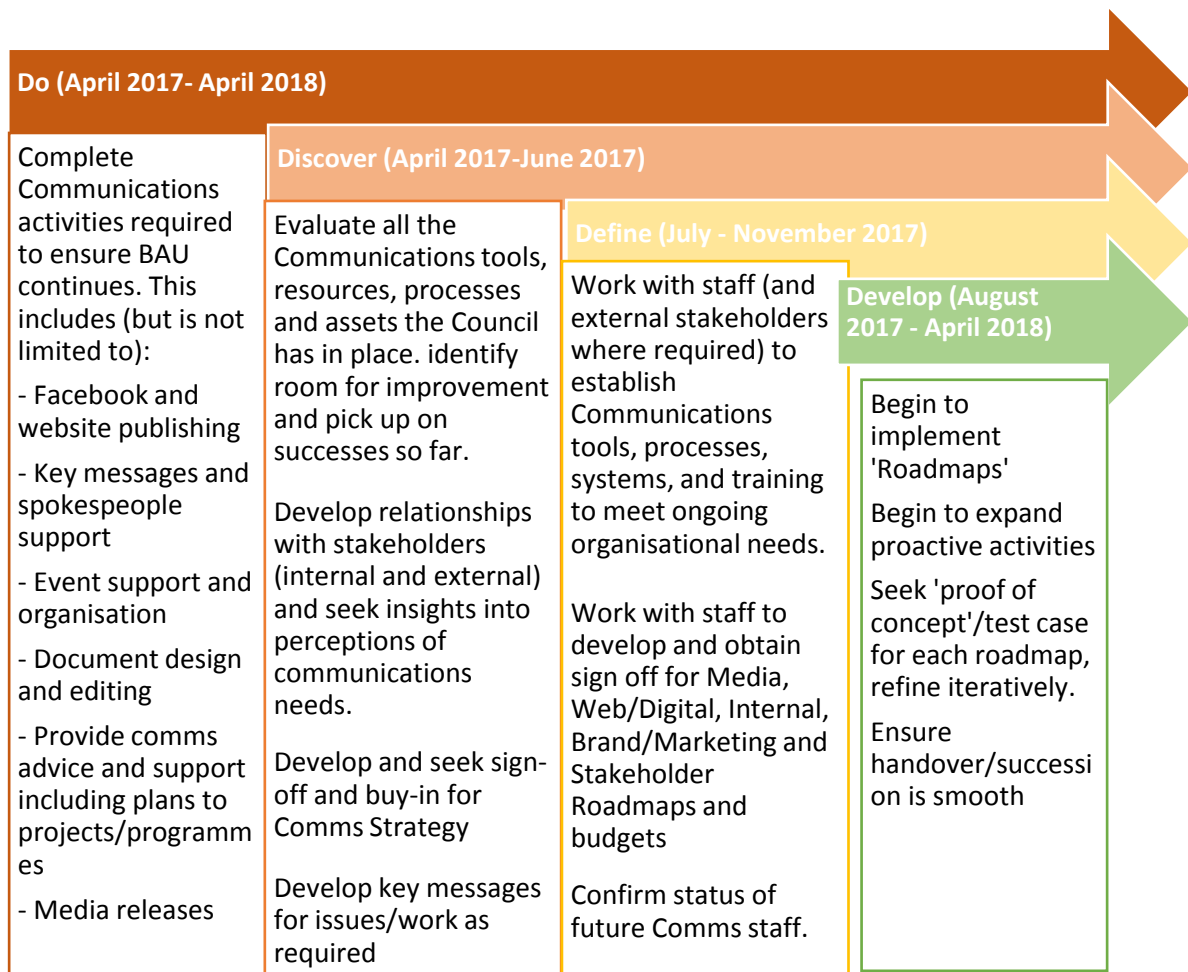 Do (April 2017- April 2018)
Complete
Communications
activities required
to ensure BAU
continues. This
includes (but is not
limited to):
- Facebook and
website publishing
- Key messages and
spokespeople
support
- Event support and
organisation
- Document design
and editing
- Provide comms
advice and support
including plans to
projects/programm
es
- Media releases
Discover (April 2017-June 2017)
Evaluate all the
Communications tools,
resources, processes
and assets the Council
has in place. identify
room for improvement
and pick up on
successes so far.
Develop relationships
with stakeholders
(internal and external)
and seek insights into
perceptions of
communications
needs.
Develop and seek sign-
off and buy-in for
Comms Strategy
Develop key messages
for issues/work as
required
Define (July - November 2017)
Work with staff (and
external stakeholders
where required) to
establish
Communications
tools, processes,
systems, and training
to meet ongoing
organisational needs.
Work with staff to
develop and obtain
sign off for Media,
Web/Digital, Internal,
Brand/Marketing and
Stakeholder
Roadmaps and
budgets
Confirm status of
future Comms staff.
Develop (August
2017 - April 2018)
Begin to
implement
'Roadmaps'
Begin to expand
proactive activities
Seek 'proof of
concept'/test case
for each roadmap,
refine iteratively.
Ensure
handover/successi
on is smooth